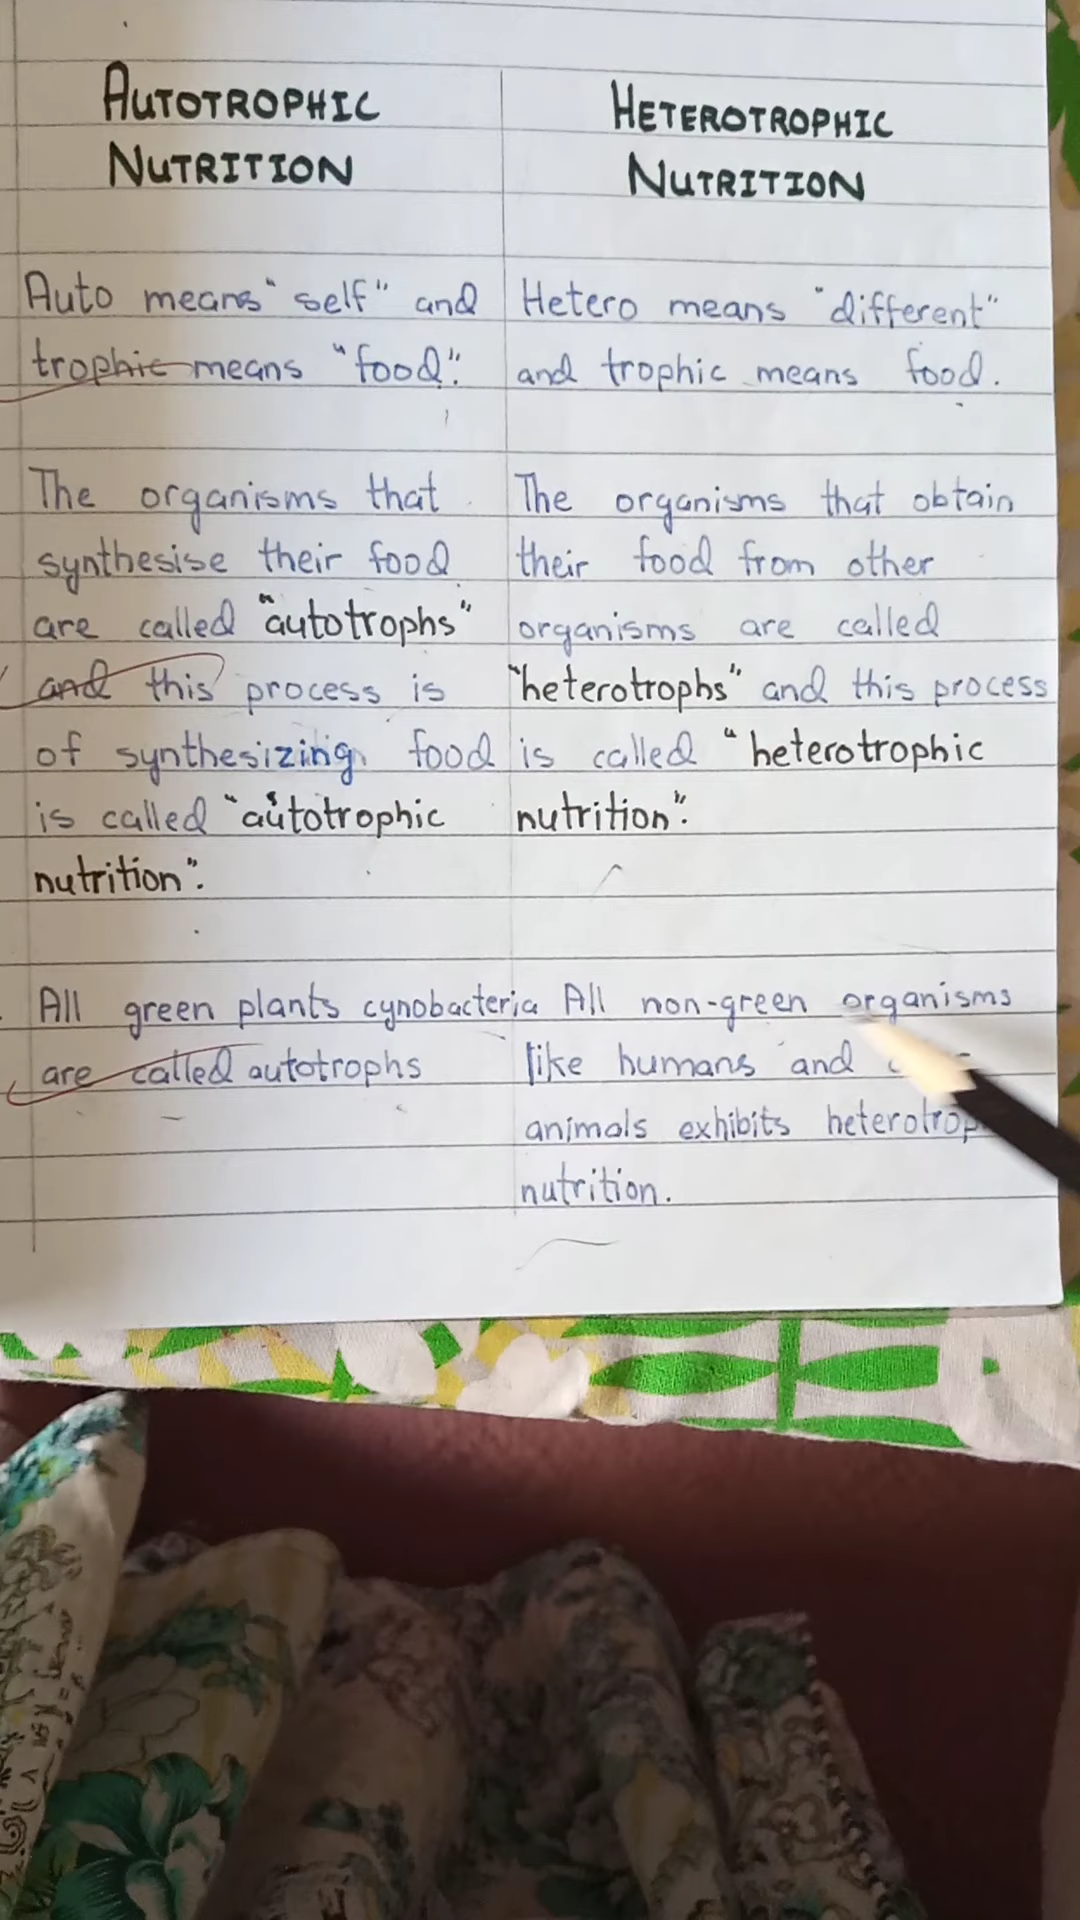 AUTOTROPHIC
NUTRITION
Auto means "self" and
trophic means "food".
The organisms that
synthesise their food
are called "autotrophs"
and this process is
of synthesizing food
is called "autotrophic
nutrition".
All green plants cynobacteria
are called autotrophs
HETEROTROPHIC
NUTRITION
Hetero means "different"
and trophic means food.
The organisms that obtain
their food from other
organisms are called
"heterotrophs" and this process
is called "heterotrophic
nutrition".
All non-green organisms
like humans and
animals exhibits
nutrition.